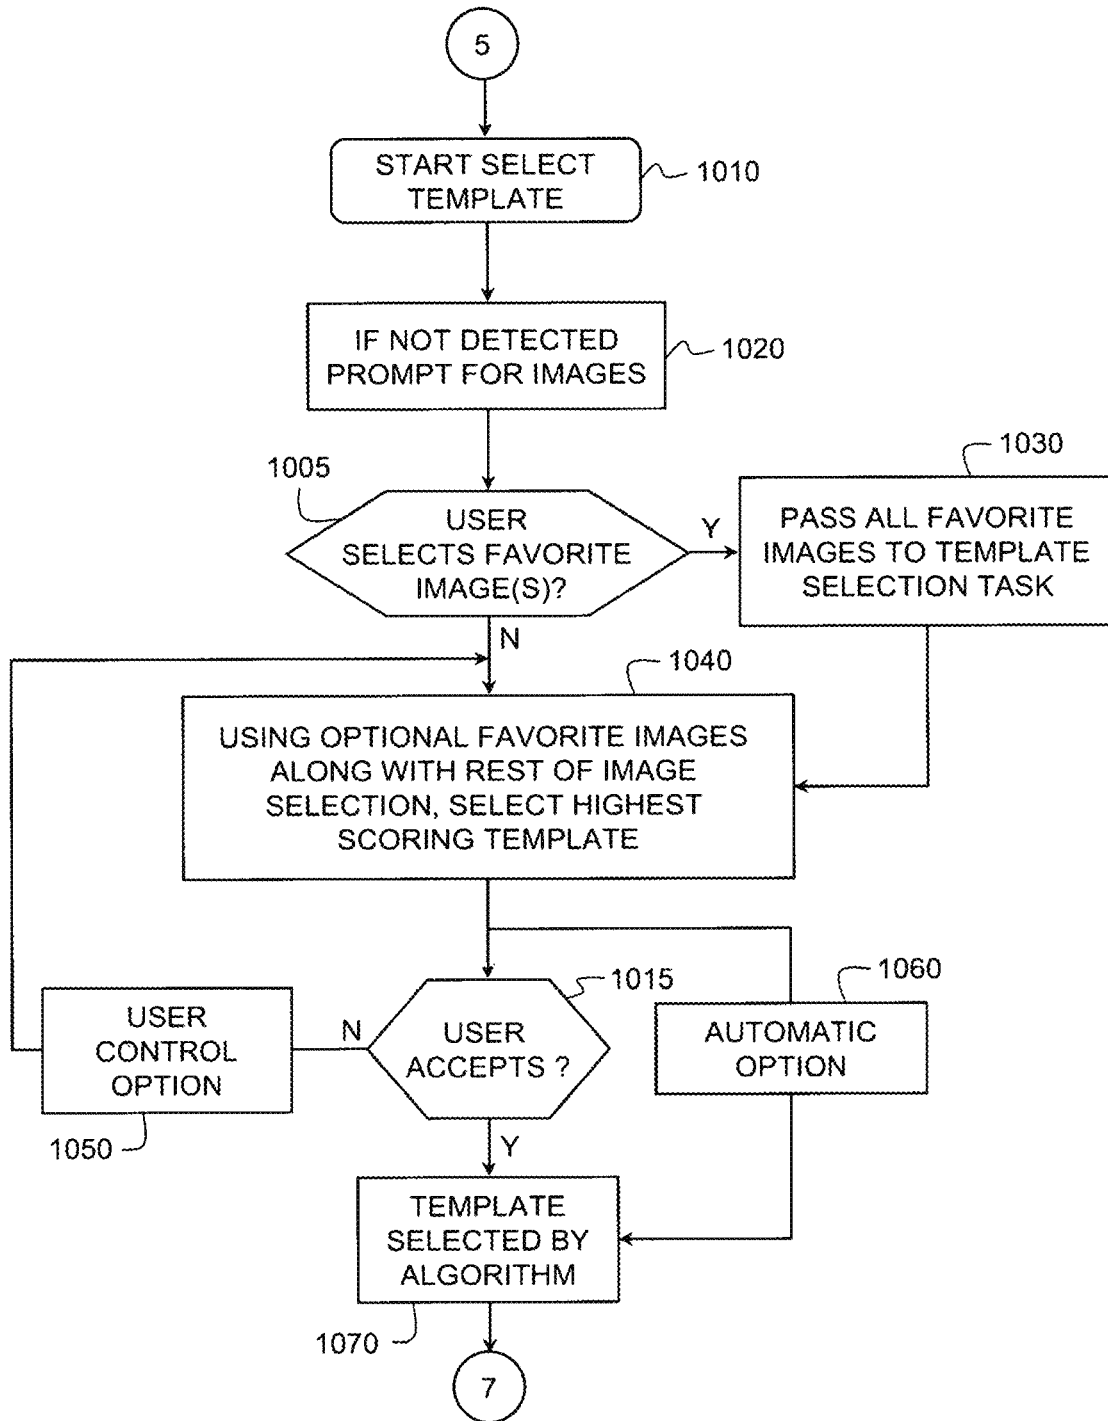 5
START SELECT
TEMPLATE
1010
IF NOT DETECTED
PROMPT FOR IMAGES
1020
1005
USER
SELECTS FAVORITE
IMAGE(S)?
Y
N
1030
PASS ALL FAVORITE
IMAGES TO TEMPLATE
SELECTION TASK
1040
USING OPTIONAL FAVORITE IMAGES
ALONG WITH REST OF IMAGE
SELECTION, SELECT HIGHEST
SCORING TEMPLATE
1015
USER
ACCEPTS ?
N
Y
USER
CONTROL
OPTION
1050
1060
AUTOMATIC
OPTION
TEMPLATE
SELECTED BY
ALGORITHM
1070
7